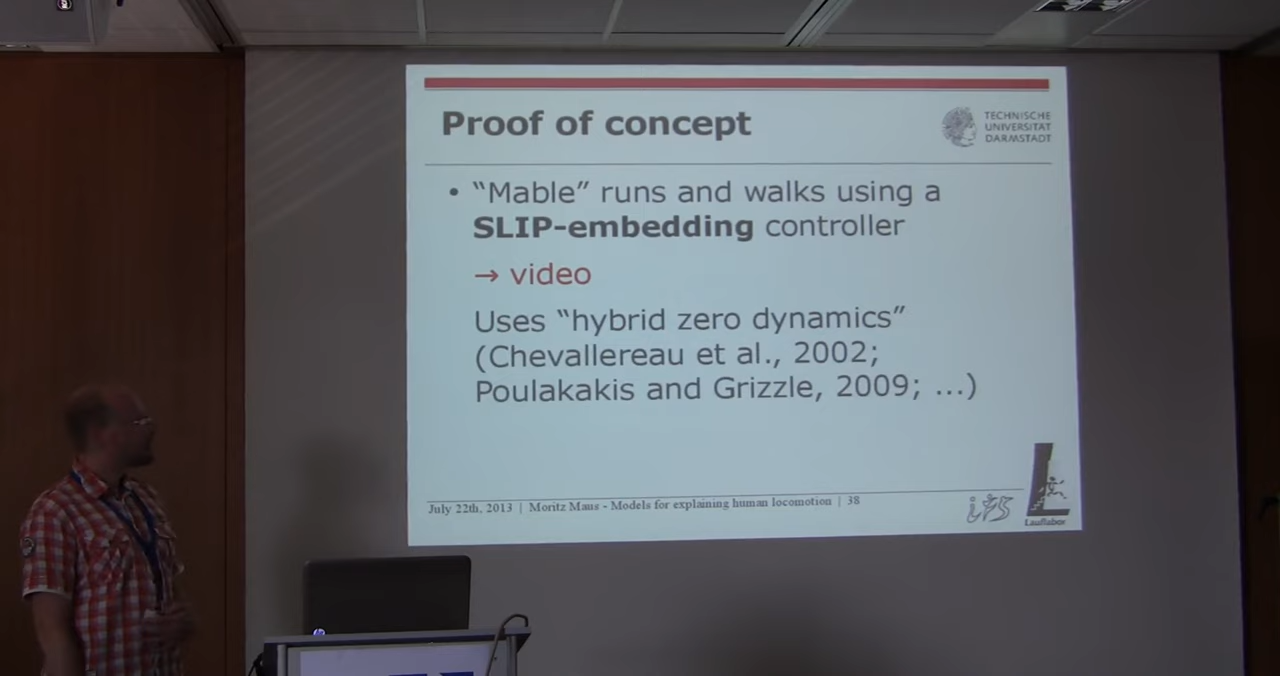 Proof of concept
TECHNISCHE
UNIVERSITÄT
DARMSTADT
• “Mable” runs and walks using a
SLIP-embedding controller
→ video
Uses “hybrid zero dynamics”
(Chevallereau et al., 2002;
Poulakakis and Grizzle, 2009; ...)
July 22th, 2013 | Moritz Maus - Models for explaining human locomotion | 38
ifs
L
Lauflabor
hp